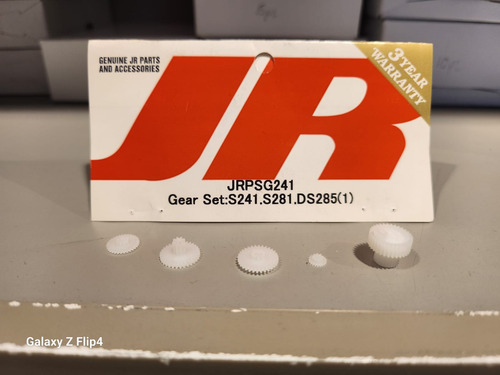 GENUINE JR PARTS
AND ACCESSORIES
JR
3 YEAR
WARRANTY
JRPSG241
Gear Set:S241,S281,DS285(1)
Galaxy Z Flip4